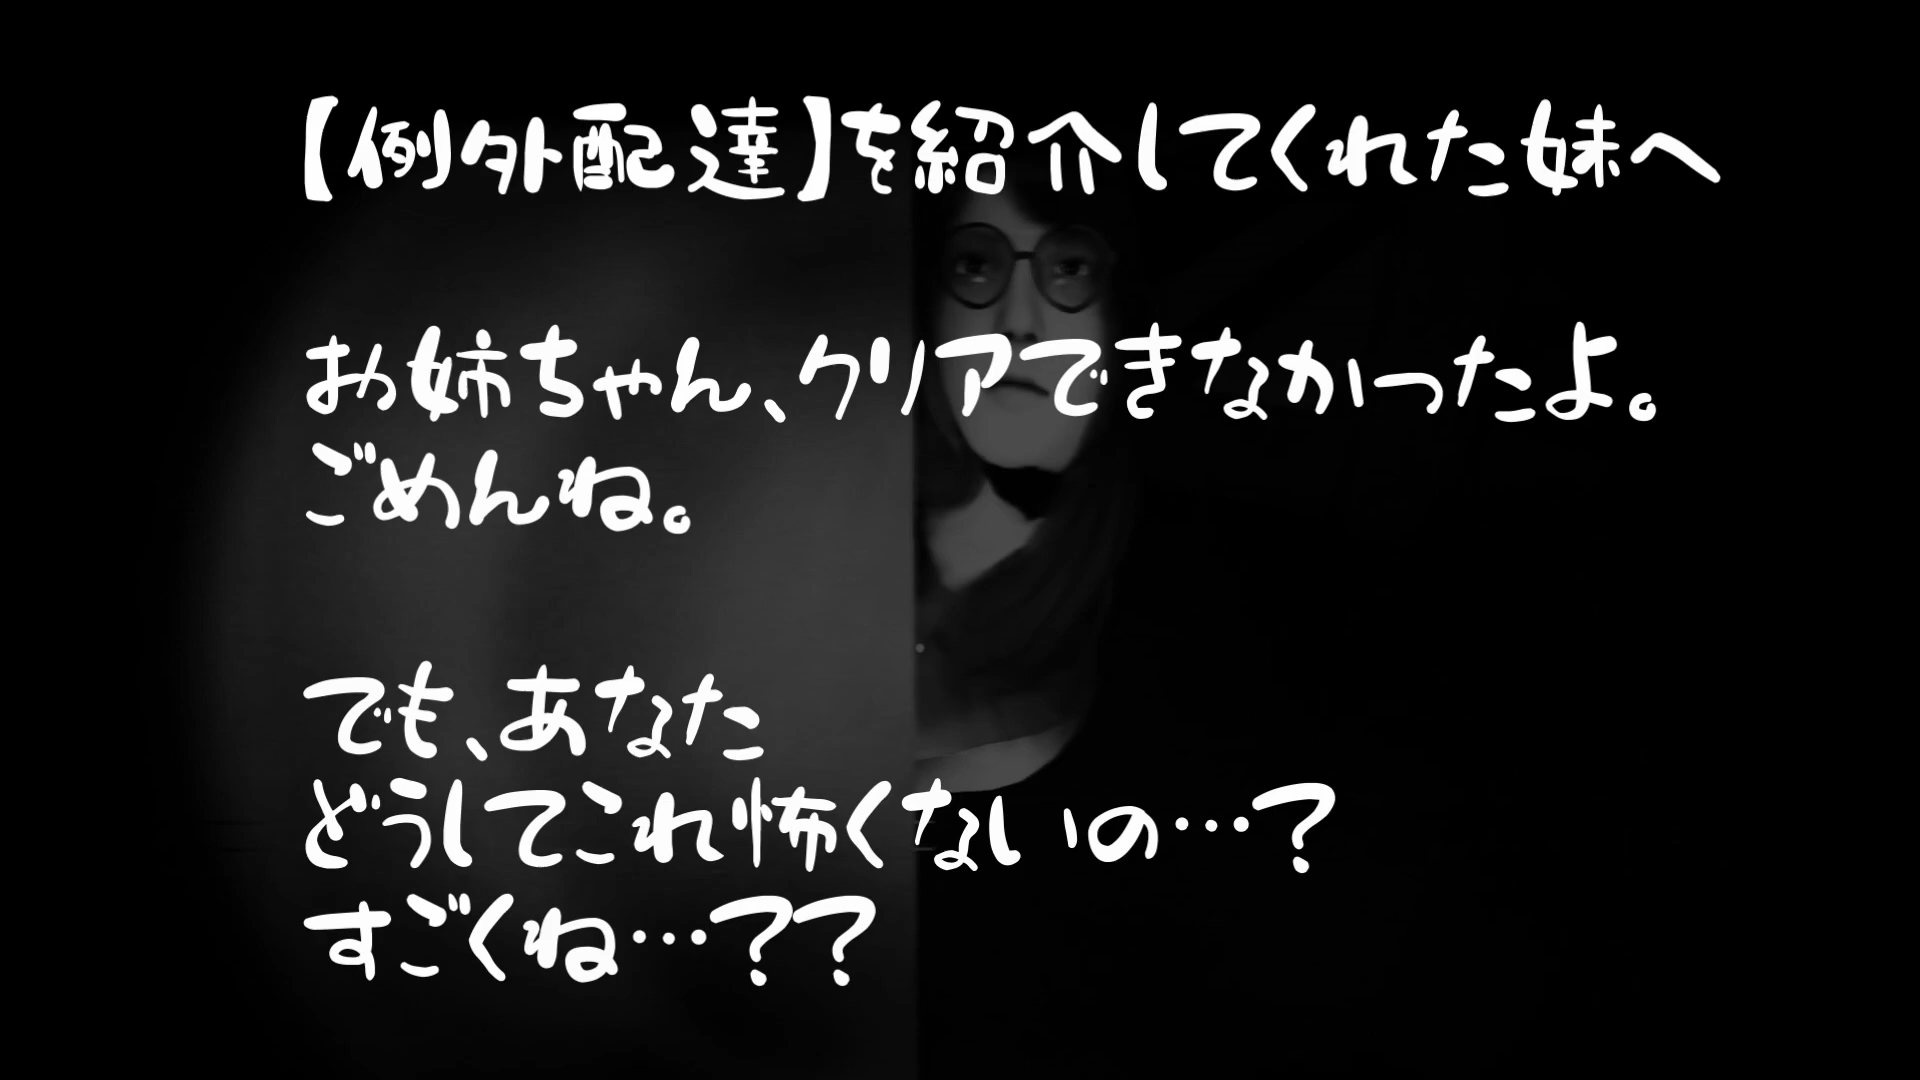 【例外配達】を紹介してくれた妹へ
お姉ちゃん、クリアできなかったよ。
ごめんね。
でも、あなた
どうしてこれ怖くないの…？
すごくね…？？